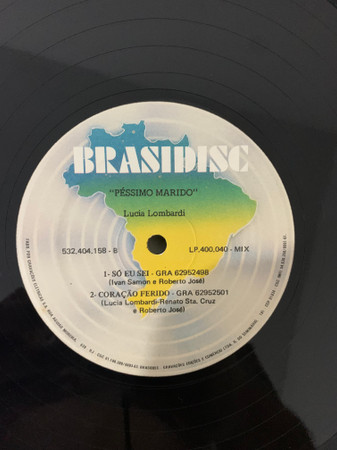 BRASIDISC
"PÉSSIMO MARIDO"
Lucia Lombardi
532.404.158 - B
LP.400.040 - MIX
1- SÓ EU SEI - GRA 62952498
(Ivan Samon e Roberto José)
2- CORAÇÃO FERIDO - GRA 62952501
(Lucia Lombardi-Renato Sta. Cruz
e Roberto José)